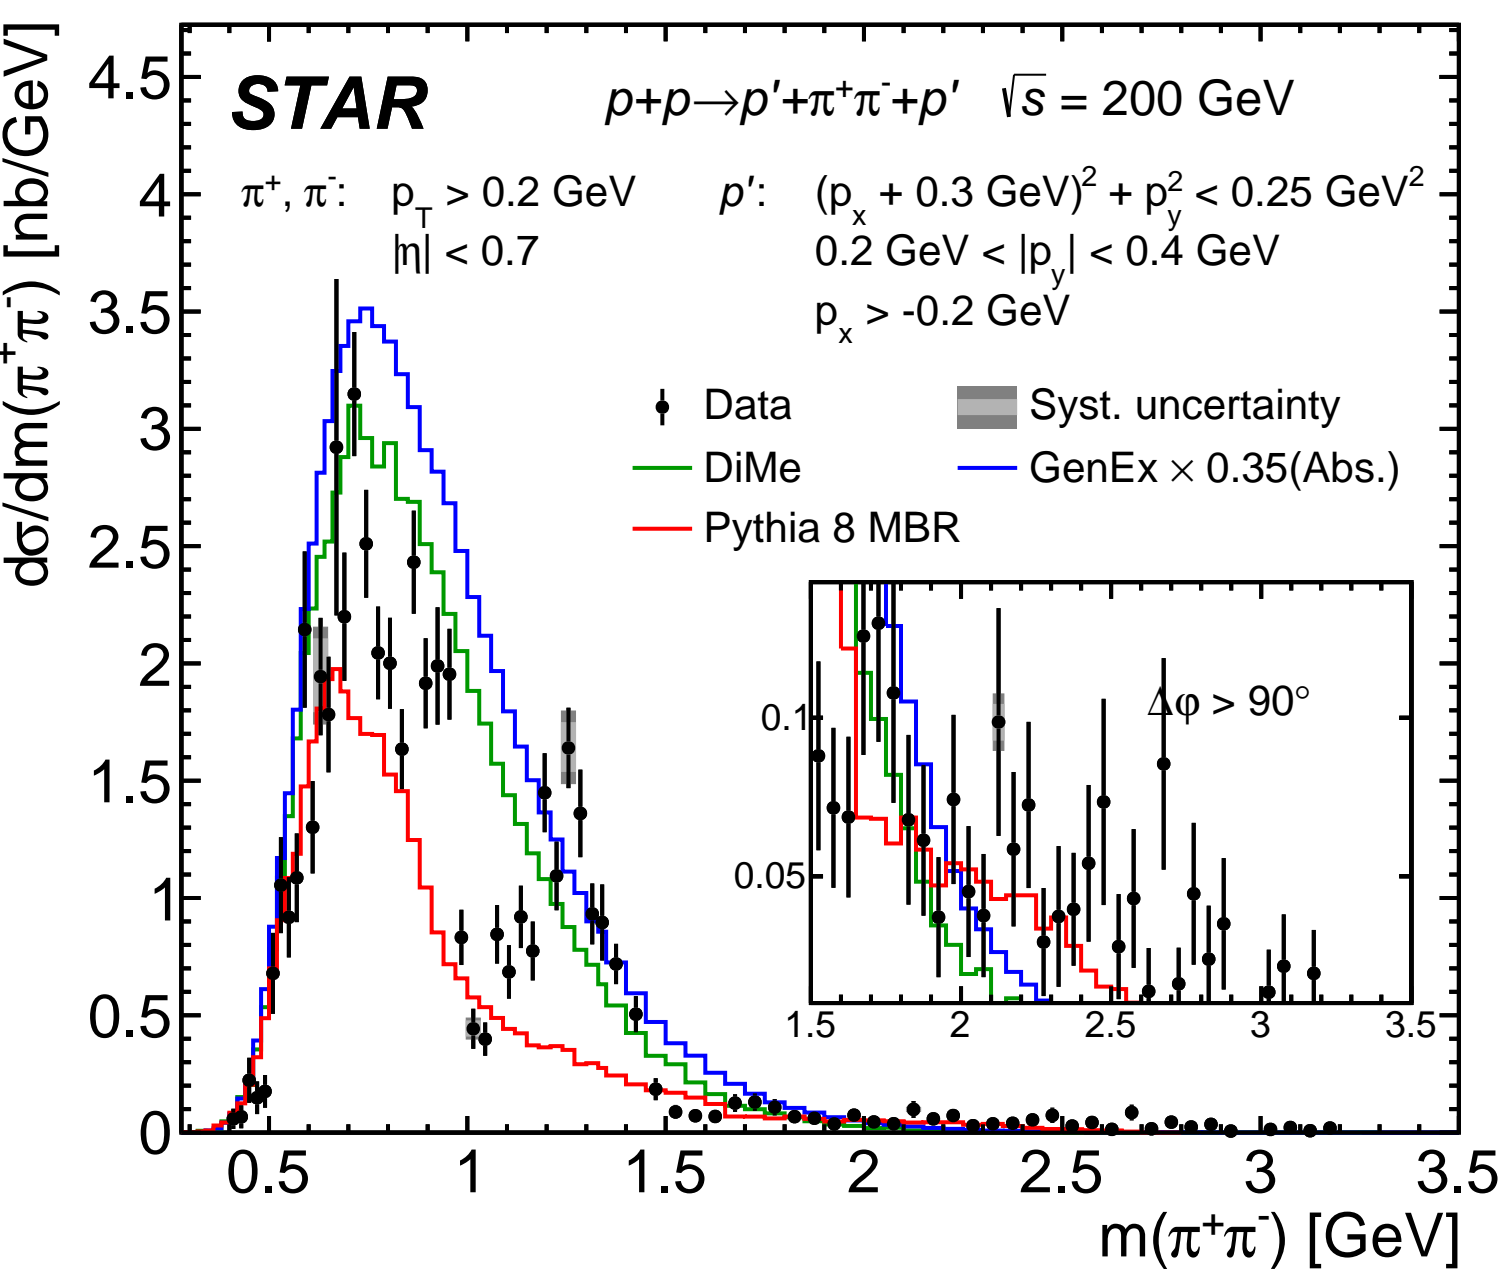 STAR
p+p→p′+π⁺π⁻+p′ √s = 200 GeV
π⁺, π⁻: p_T > 0.2 GeV p′: (p_x + 0.3 GeV)² + p_y² < 0.25 GeV²
|η| < 0.7 0.2 GeV < |p_y| < 0.4 GeV
p_x > -0.2 GeV
Data Syst. uncertainty
DiMe GenEx × 0.35(Abs.)
Pythia 8 MBR
dσ/dm(π⁺π⁻) [nb/GeV]
4.5
4
3.5
3
2.5
2
1.5
1
0.5
0
Δφ > 90°
0.1
0.05
1.5 2 2.5 3 3.5
0.5 1 1.5 2 2.5 3 3.5
m(π⁺π⁻) [GeV]